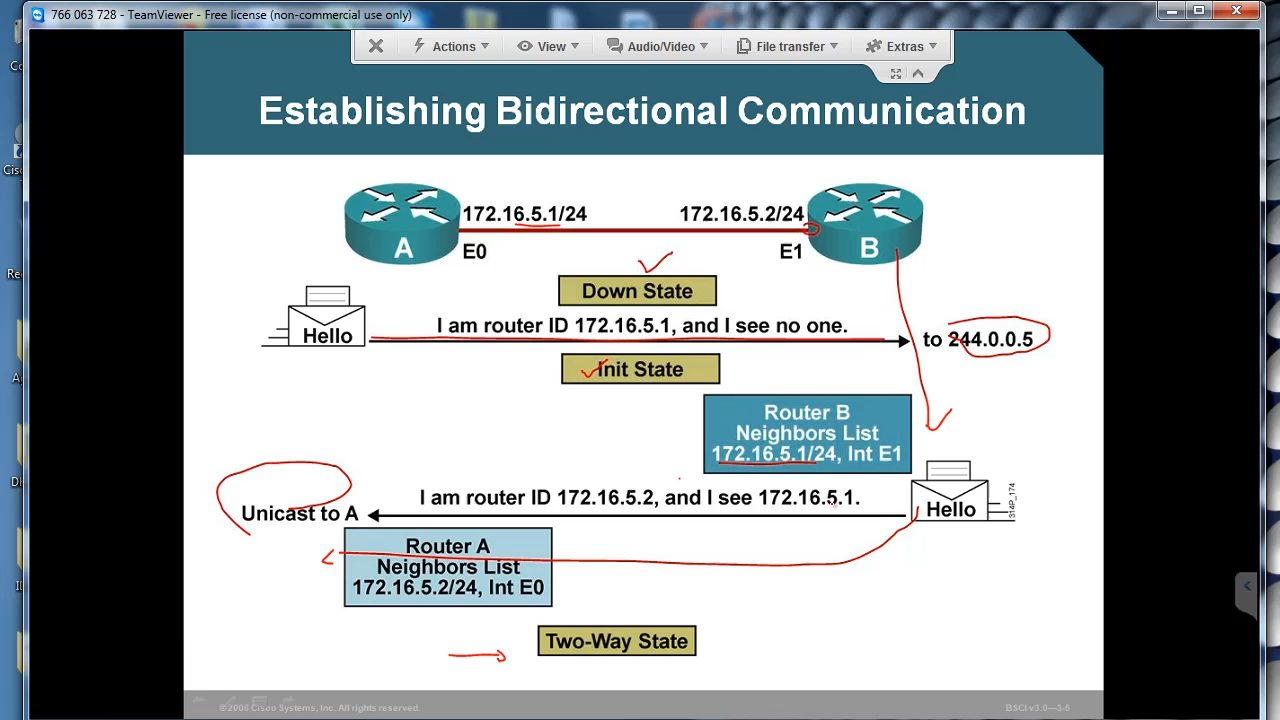 766 063 728 - TeamViewer - Free license (non-commercial use only)
Actions
View
Audio/Video
File transfer
Extras
Establishing Bidirectional Communication
172.16.5.1/24
172.16.5.2/24
A
B
E0
E1
Down State
Hello
I am router ID 172.16.5.1, and I see no one.
to 244.0.0.5
Init State
Router B
Neighbors List
172.16.5.1/24, Int E1
I am router ID 172.16.5.2, and I see 172.16.5.1.
Hello
314P_174
Unicast to A
Router A
Neighbors List
172.16.5.2/24, Int E0
Two-Way State
©2006 Cisco Systems, Inc. All rights reserved.
BSCI v3.0—3-5